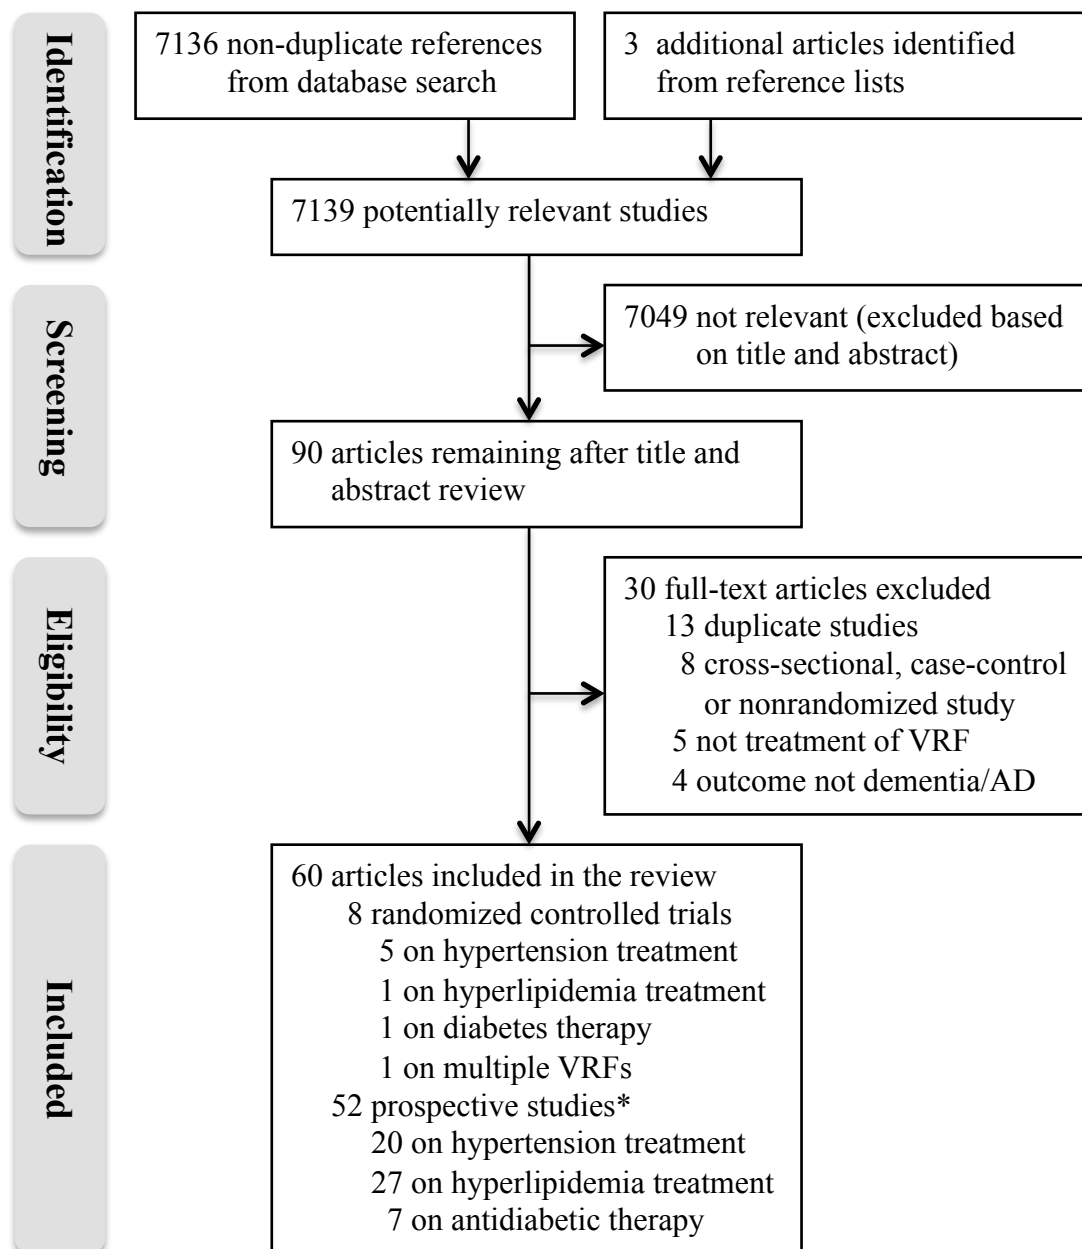 Identification
7136 non-duplicate references
from database search
3 additional articles identified
from reference lists
7139 potentially relevant studies
Screening
7049 not relevant (excluded based
on title and abstract)
90 articles remaining after title and
abstract review
Eligibility
30 full-text articles excluded
13 duplicate studies
8 cross-sectional, case-control
or nonrandomized study
5 not treatment of VRF
4 outcome not dementia/AD
Included
60 articles included in the review
8 randomized controlled trials
5 on hypertension treatment
1 on hyperlipidemia treatment
1 on diabetes therapy
1 on multiple VRFs
52 prospective studies*
20 on hypertension treatment
27 on hyperlipidemia treatment
7 on antidiabetic therapy